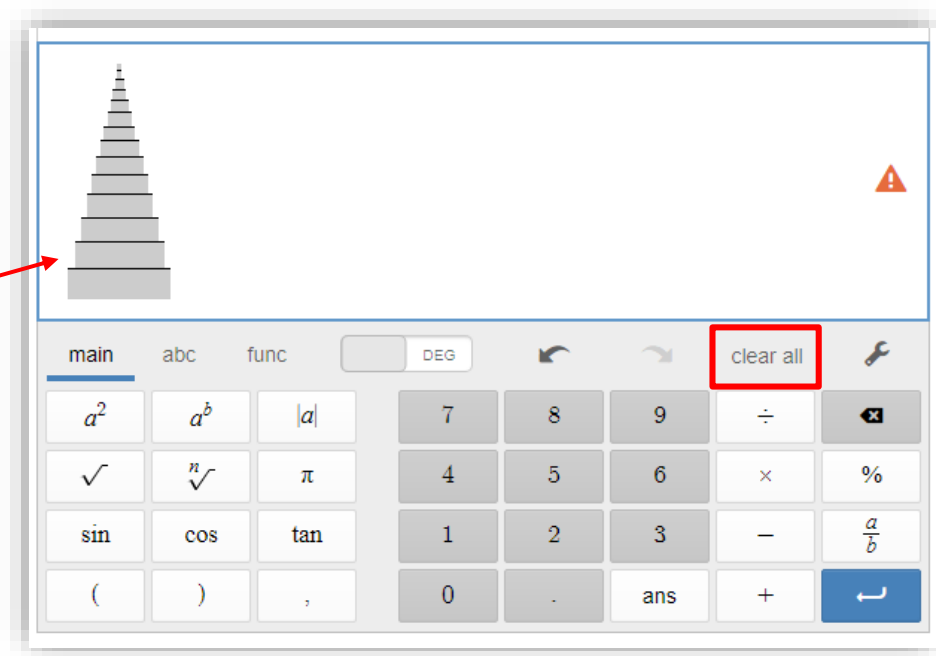 main abc func DEG clear all
a² aᵇ |a| 7 8 9 ÷
√ ⁿ√ π 4 5 6 × %
sin cos tan 1 2 3 − a/b
( ) , 0 . ans +